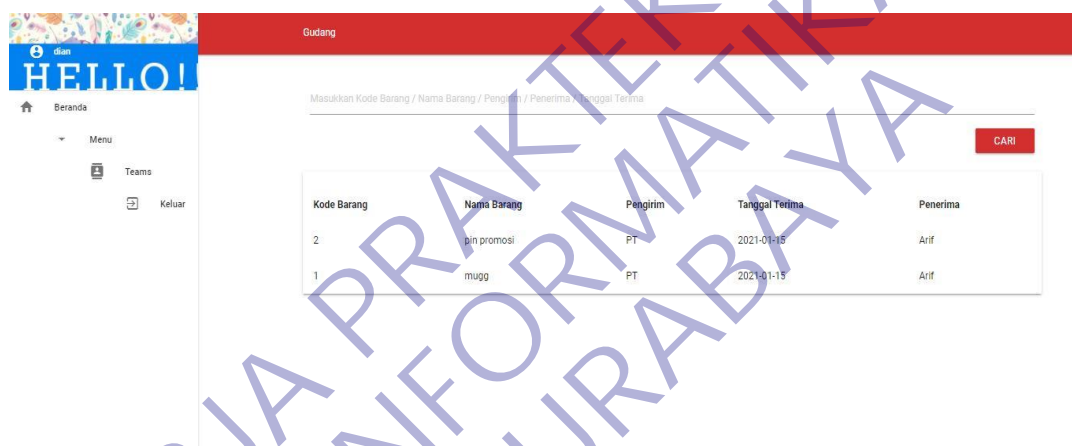 Gudang
dian
HELLO!
Beranda
Menu
Teams
Keluar
Masukkan Kode Barang / Nama Barang / Pengirim / Penerima / Tanggal Terima
CARI
Kode Barang Nama Barang Pengirim Tanggal Terima Penerima
2 pin promosi PT 2021-01-15 Arif
1 mugg PT 2021-01-15 Arif
JA PRAKTEK
INFORMATIKA
SURABAYA